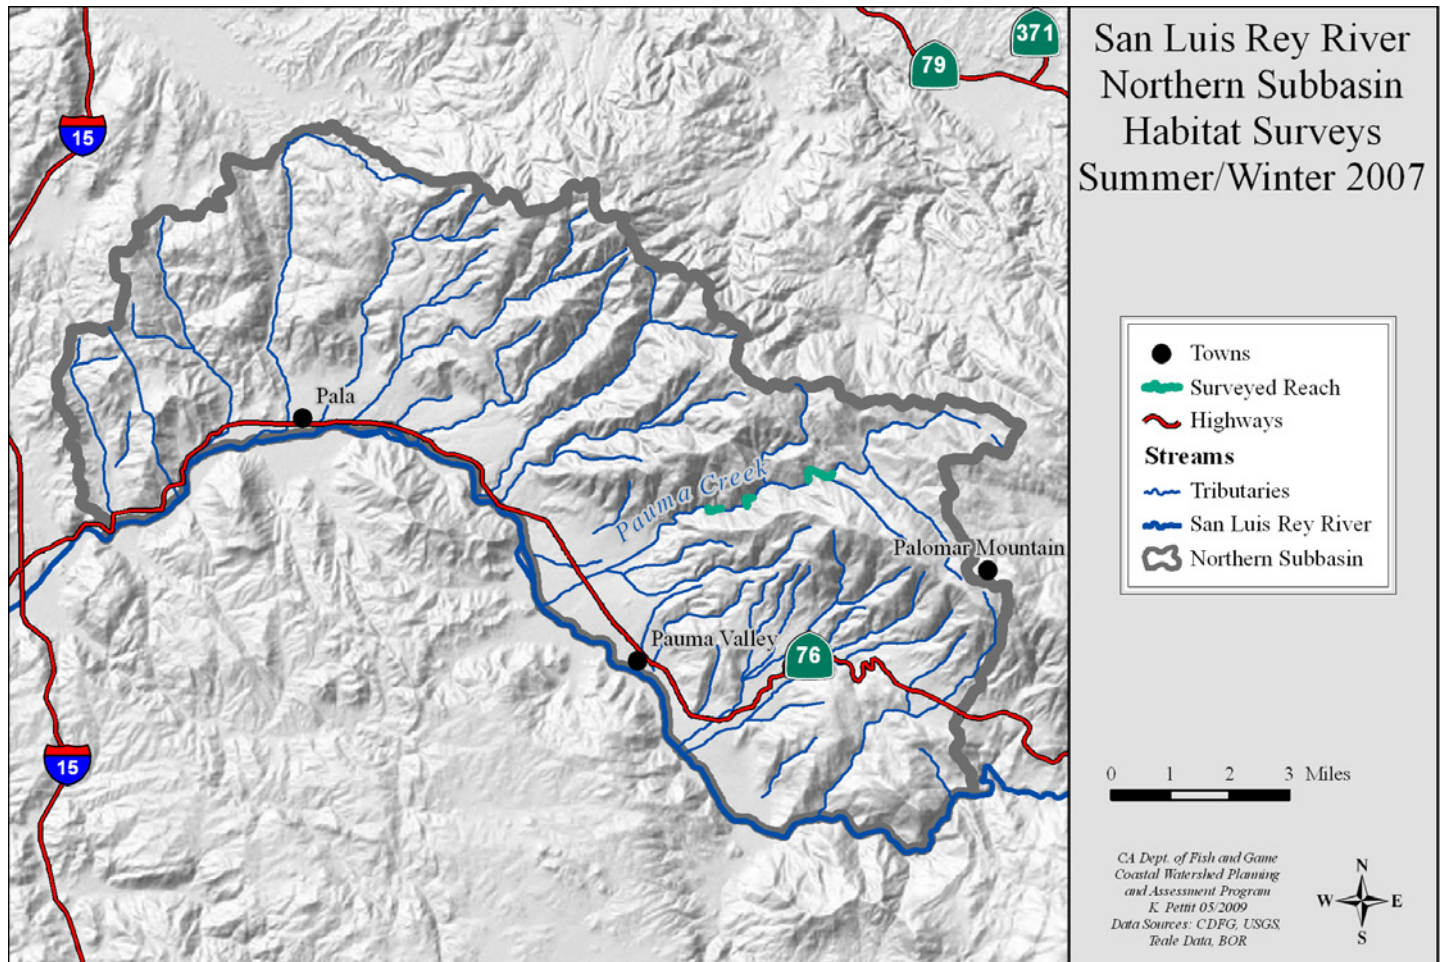 San Luis Rey River
Northern Subbasin
Habitat Surveys
Summer/Winter 2007
371
79
15
Pala
Pauma Creek
Palomar Mountain
Pauma Valley
76
15
Towns
Surveyed Reach
Highways
Streams
Tributaries
San Luis Rey River
Northern Subbasin
0 1 2 3 Miles
CA Dept. of Fish and Game
Coastal Watershed Planning
and Assessment Program
K. Pettit 05/2009
Data Sources: CDFG, USGS,
Teale Data, BOR
N
W E
S